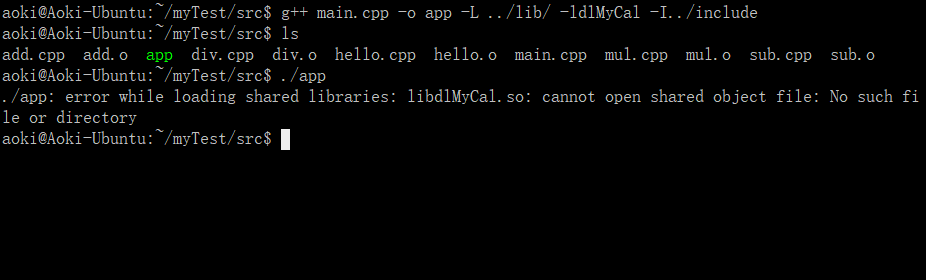 aoki@Aoki-Ubuntu:~/myTest/src$ g++ main.cpp -o app -L ../lib/ -ldlMyCal -I../include
aoki@Aoki-Ubuntu:~/myTest/src$ ls
add.cpp  add.o  app  div.cpp  div.o  hello.cpp  hello.o  main.cpp  mul.cpp  mul.o  sub.cpp  sub.o
aoki@Aoki-Ubuntu:~/myTest/src$ ./app
./app: error while loading shared libraries: libdlMyCal.so: cannot open shared object file: No such fi
le or directory
aoki@Aoki-Ubuntu:~/myTest/src$